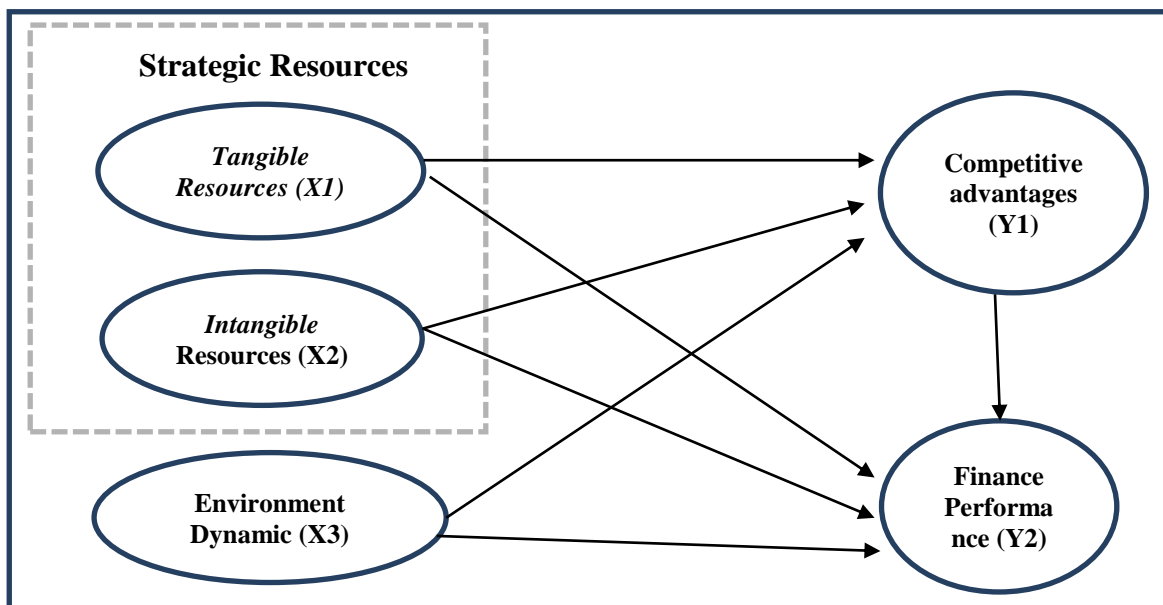 Strategic Resources
Tangible
Resources (X1)
Intangible
Resources (X2)
Environment
Dynamic (X3)
Competitive
advantages
(Y1)
Finance
Performa
nce (Y2)